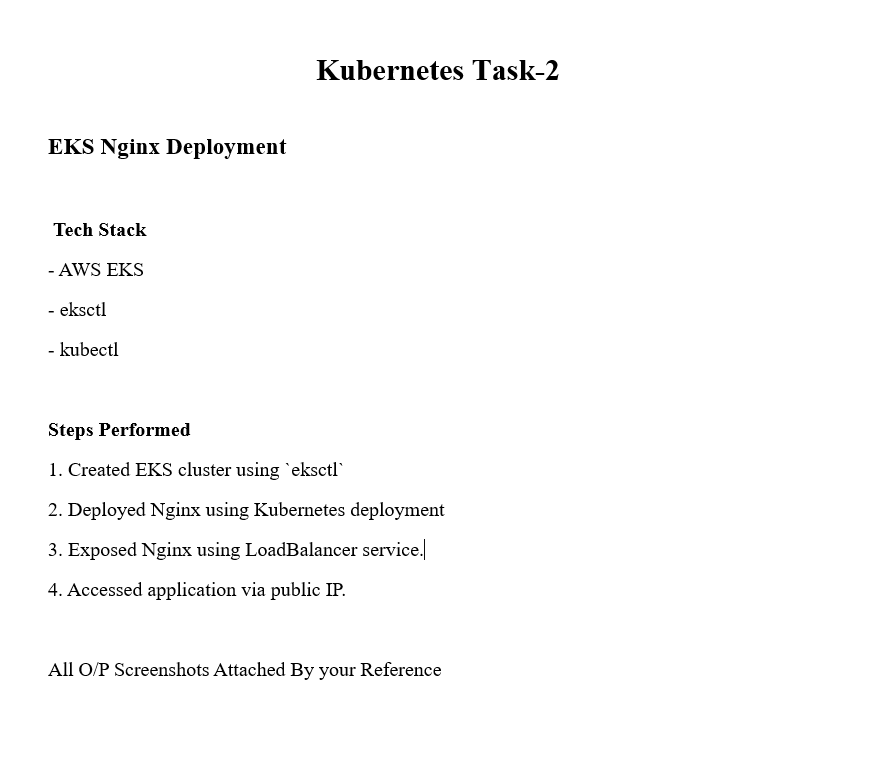 Kubernetes Task-2
EKS Nginx Deployment
Tech Stack
- AWS EKS
- eksctl
- kubectl
Steps Performed
1. Created EKS cluster using `eksctl`
2. Deployed Nginx using Kubernetes deployment
3. Exposed Nginx using LoadBalancer service.
4. Accessed application via public IP.
All O/P Screenshots Attached By your Reference